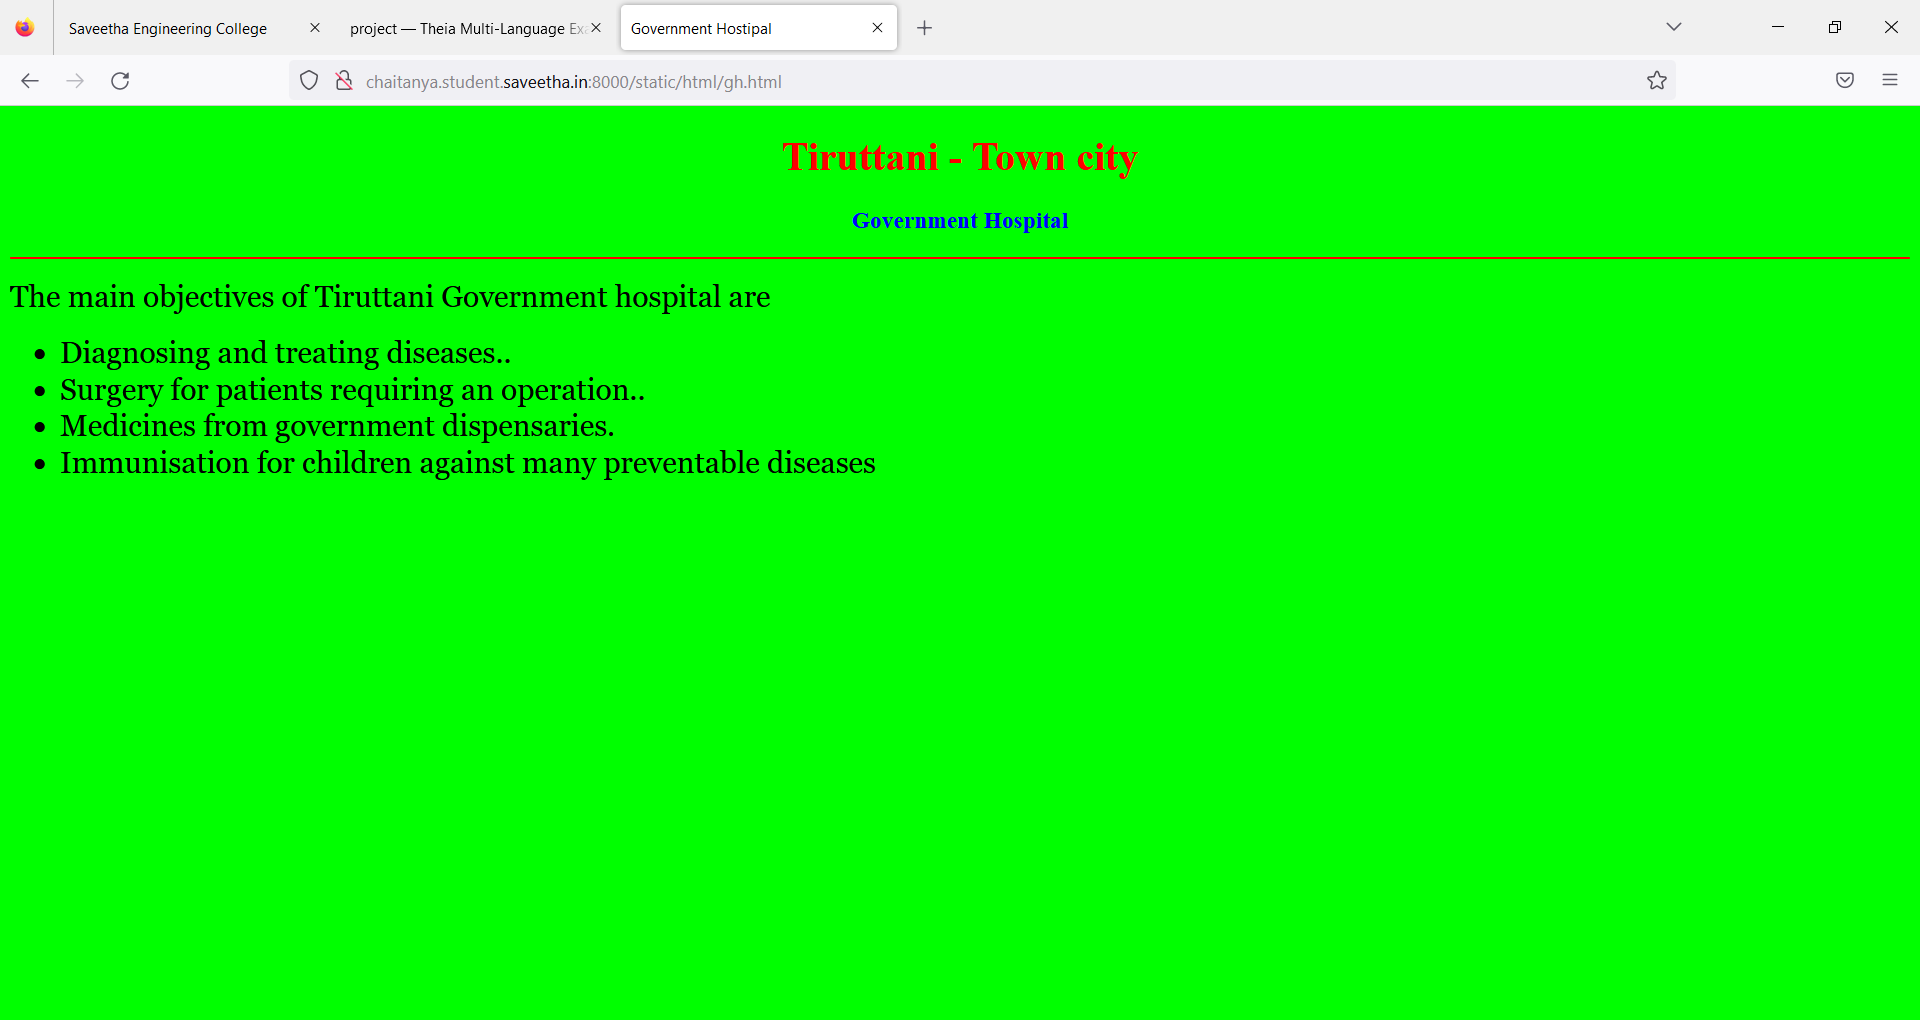 Saveetha Engineering College
project — Theia Multi-Language
Government Hostipal
chaitanya.student.saveetha.in:8000/static/html/gh.html
Tiruttani - Town city
Government Hospital
The main objectives of Tiruttani Government hospital are
Diagnosing and treating diseases..
Surgery for patients requiring an operation..
Medicines from government dispensaries.
Immunisation for children against many preventable diseases